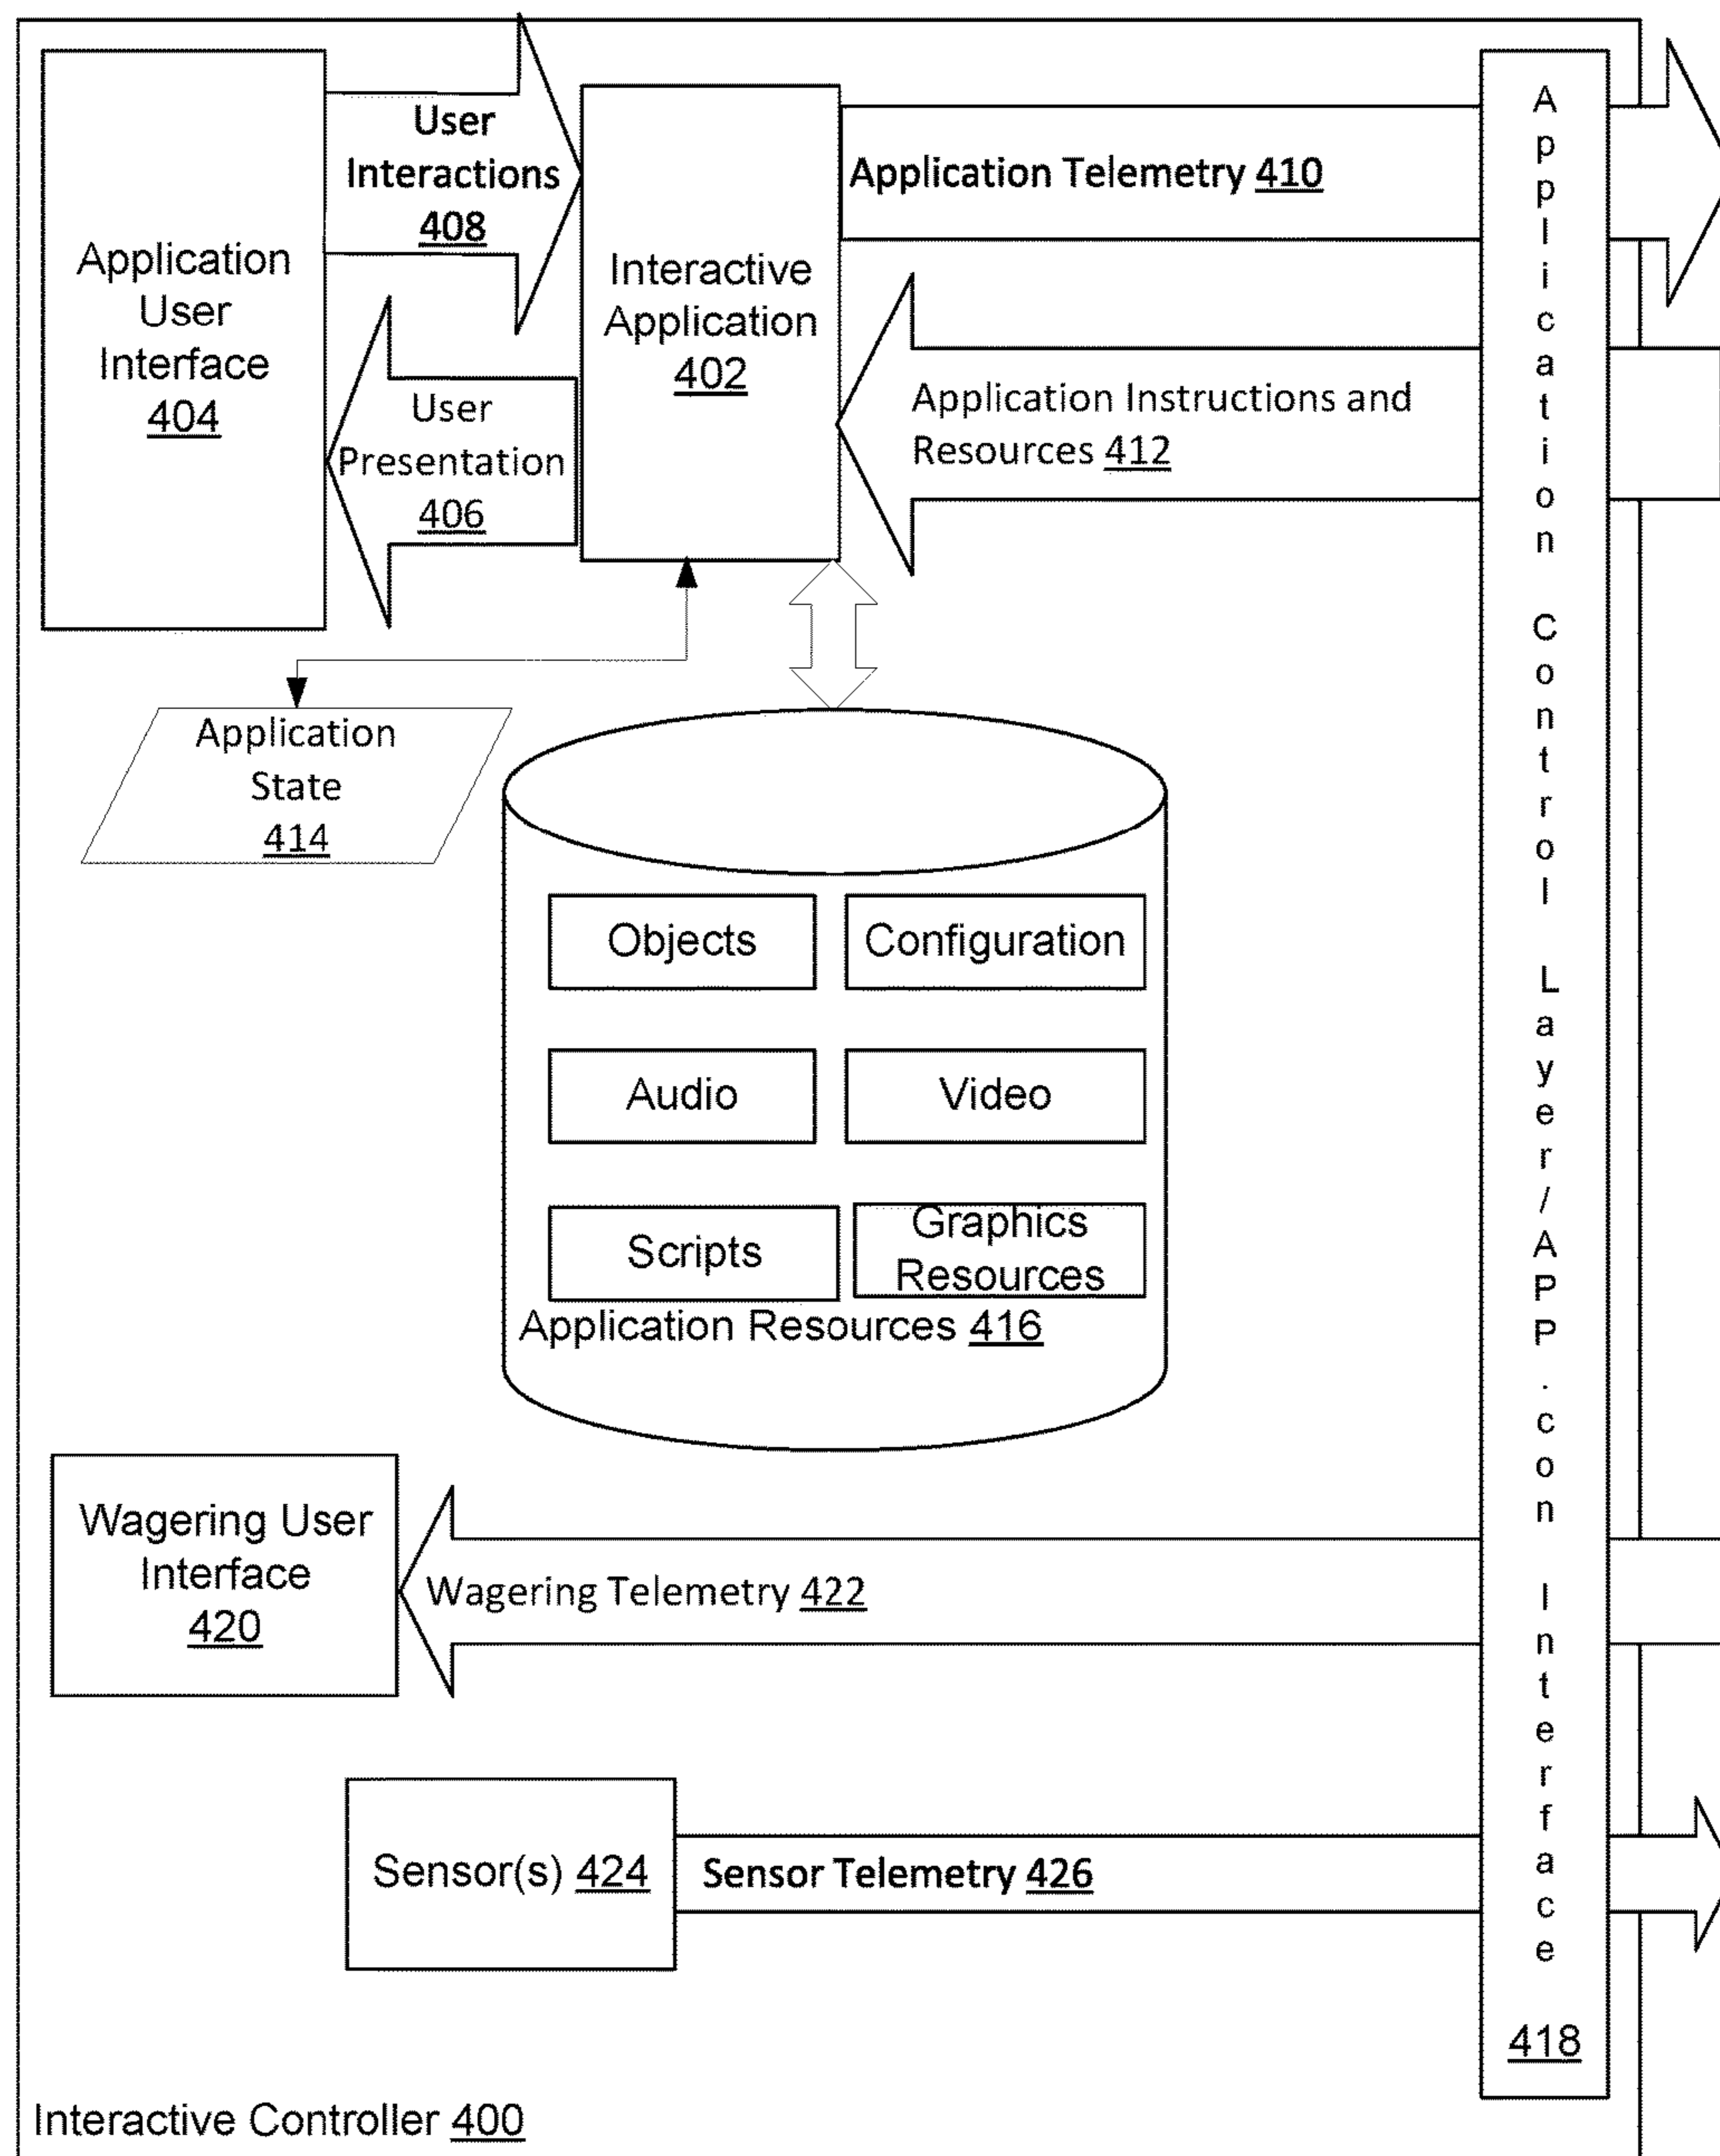 Application
User
Interface
404
User
Interactions
408
User
Presentation
406
Interactive
Application
402
Application Telemetry 410
Application Instructions and
Resources 412
Application
State
414
Objects
Configuration
Audio
Video
Scripts
Graphics
Resources
Application Resources 416
Wagering User
Interface
420
Wagering Telemetry 422
Sensor(s) 424
Sensor Telemetry 426
Application Control Layer/APP.con Interface
418
Interactive Controller 400